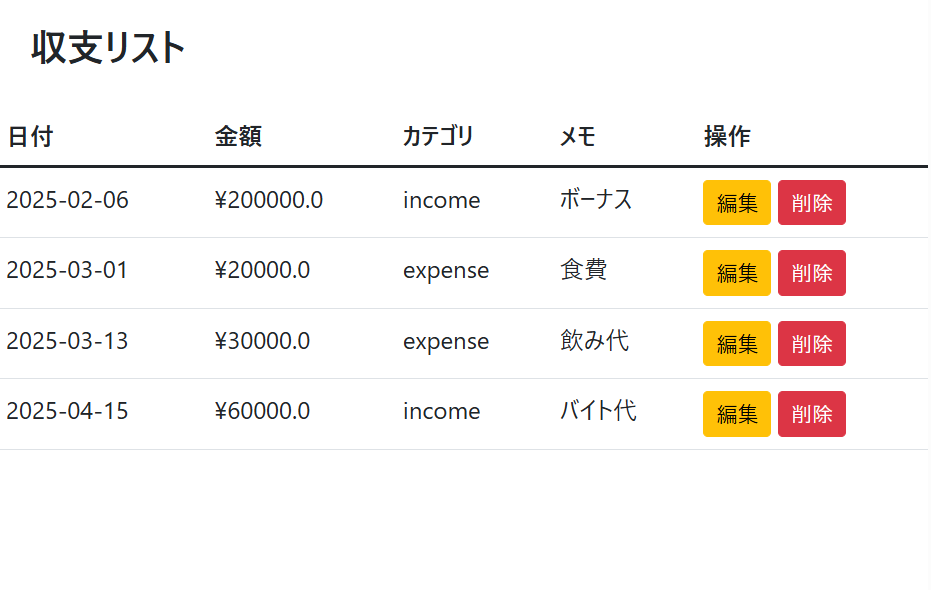 収支リスト
日付 金額 カテゴリ メモ 操作
2025-02-06 ¥200000.0 income ボーナス 編集 削除
2025-03-01 ¥20000.0 expense 食費 編集 削除
2025-03-13 ¥30000.0 expense 飲み代 編集 削除
2025-04-15 ¥60000.0 income バイト代 編集 削除